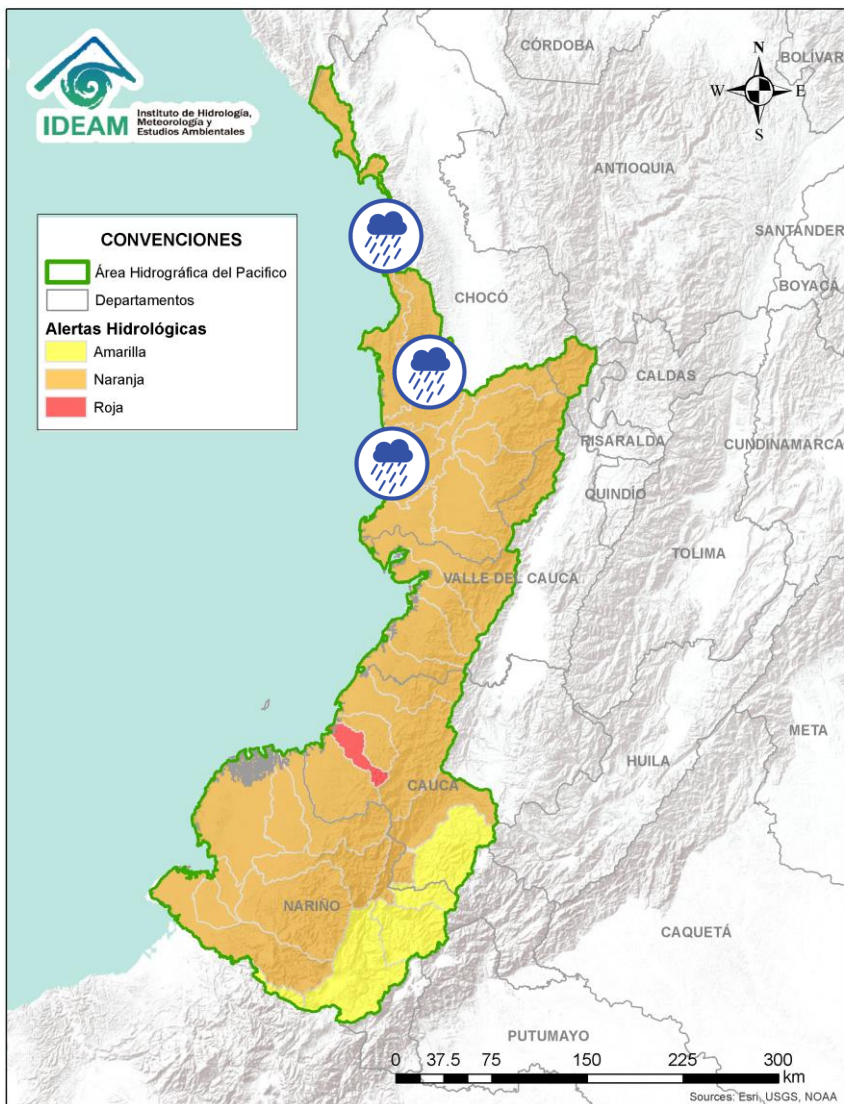 IDEAM
Instituto de Hidrología,
Meteorología y
Estudios Ambientales
CÓRDOBA
BOLÍVAR
N
W
E
S
ANTIOQUIA
SANTANDER
BOYACÁ
CONVENCIONES
Área Hidrográfica del Pacifico
Departamentos
Alertas Hidrológicas
Amarilla
Naranja
Roja
CHOCÓ
CALDAS
RISARALDA
CUNDINAMARCA
QUINDÍO
TOLIMA
VALLE DEL CAUCA
META
HUILA
CAUCA
NARIÑO
CAQUETÁ
PUTUMAYO
0 37.5 75 150 225 300
km
Sources: Esri, USGS, NOAA